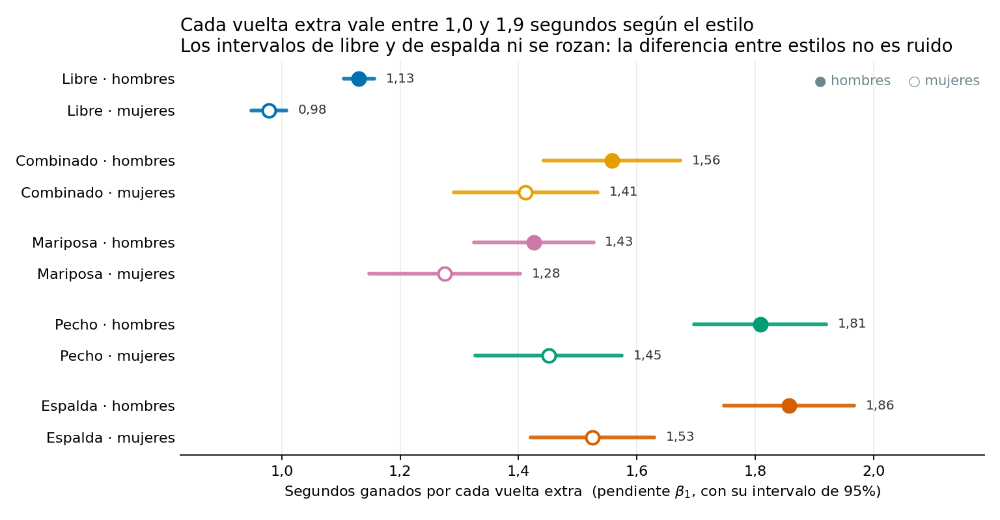 Cada vuelta extra vale entre 1,0 y 1,9 segundos según el estilo
Los intervalos de libre y de espalda ni se rozan: la diferencia entre estilos no es ruido
● hombres ○ mujeres
Libre · hombres 1,13
Libre · mujeres 0,98
Combinado · hombres 1,56
Combinado · mujeres 1,41
Mariposa · hombres 1,43
Mariposa · mujeres 1,28
Pecho · hombres 1,81
Pecho · mujeres 1,45
Espalda · hombres 1,86
Espalda · mujeres 1,53
1,0 1,2 1,4 1,6 1,8 2,0
Segundos ganados por cada vuelta extra (pendiente β₁, con su intervalo de 95%)